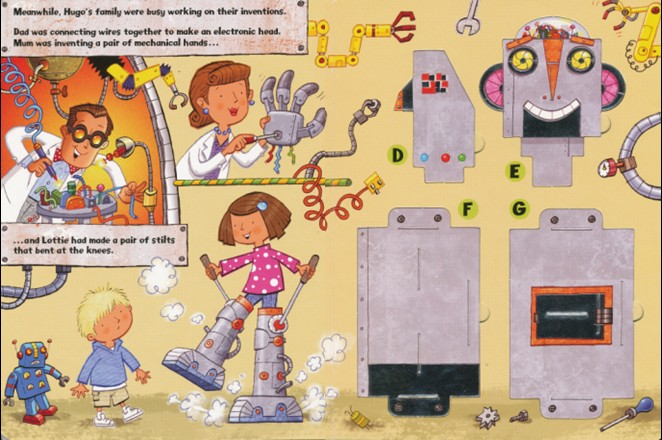 Meanwhile, Hugo's family were busy working on their inventions.
Dad was connecting wires together to make an electronic head.
Mum was inventing a pair of mechanical hands...
...and Lottie had made a pair of stilts
that bent at the knees.
D
E
F
G